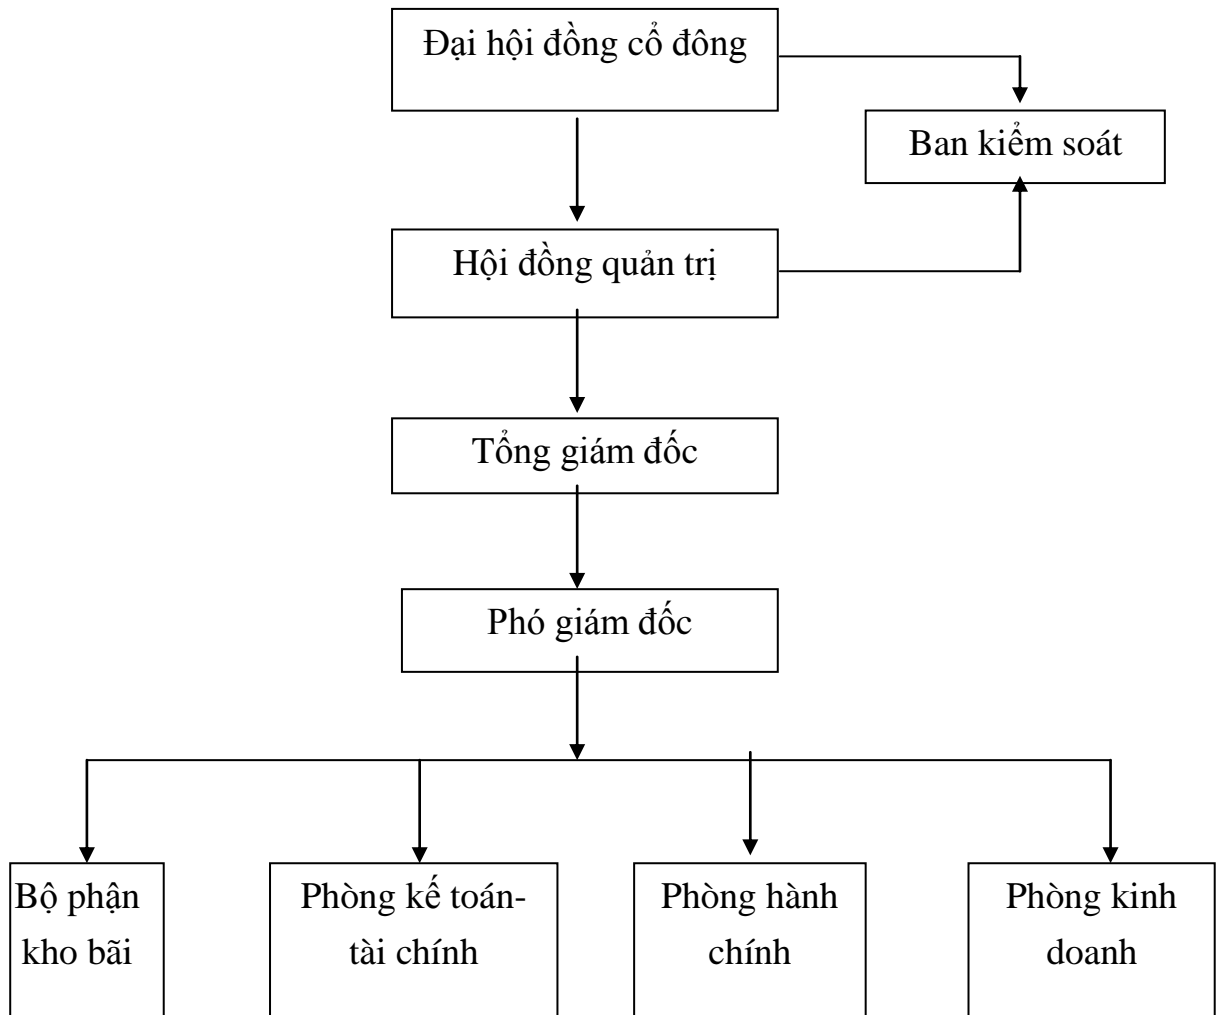 Đại hội đồng cổ đông
Ban kiểm soát
Hội đồng quản trị
Tổng giám đốc
Phó giám đốc
Bộ phận
kho bãi
Phòng kế toán-
tài chính
Phòng hành
chính
Phòng kinh
doanh